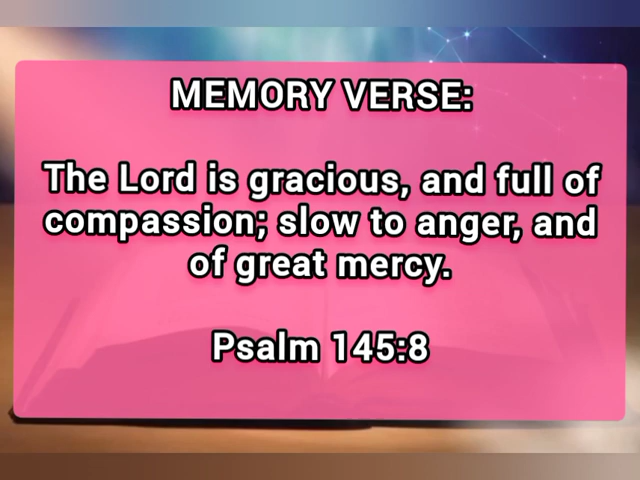 MEMORY VERSE:
The Lord is gracious, and full of
compassion; slow to anger, and
of great mercy.
Psalm 145:8